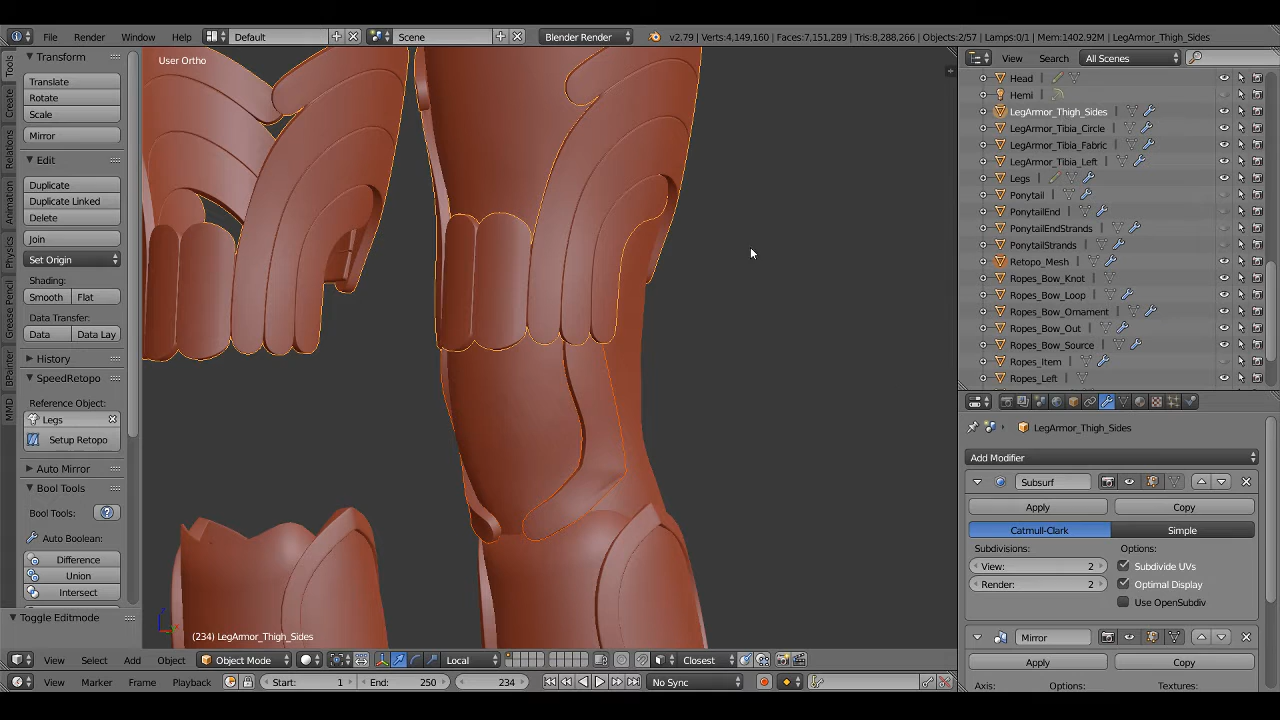 File Render Window Help Default Scene Blender Render v2.79 | Verts:4,149,160 | Faces:7,151,289 | Tris:8,288,266 | Objects:2/57 | Lamps:0/1 | Mem:1402.92M | LegArmor_Thigh_Sides
Tools
Create
Relations
Animation
Physics
Grease Pencil
BPainter
MMD
Transform
Translate
Rotate
Scale
Mirror
Edit
Duplicate
Duplicate Linked
Delete
Join
Set Origin
Shading:
Smooth Flat
Data Transfer:
Data Data Lay
History
SpeedRetopo
Reference Object:
Legs
Setup Retopo
Auto Mirror
Bool Tools
Bool Tools:
Auto Boolean:
Difference
Union
Intersect
Toggle Editmode
User Ortho
(234) LegArmor_Thigh_Sides
View Search All Scenes
Head
Hemi
LegArmor_Thigh_Sides
LegArmor_Tibia_Circle
LegArmor_Tibia_Fabric
LegArmor_Tibia_Left
Legs
Ponytail
PonytailEnd
PonytailEndStrands
PonytailStrands
Retopo_Mesh
Ropes_Bow_Knot
Ropes_Bow_Loop
Ropes_Bow_Ornament
Ropes_Bow_Out
Ropes_Bow_Source
Ropes_Item
Ropes_Left
LegArmor_Thigh_Sides
Add Modifier
Subsurf
Apply Copy
Catmull-Clark Simple
Subdivisions: Options:
View: 2 Subdivide UVs
Render: 2 Optimal Display
Use OpenSubdiv
Mirror
Apply Copy
Axis: Options: Textures:
View Select Add Object Object Mode Local Closest
View Marker Frame Playback Start: 1 End: 250 234 No Sync